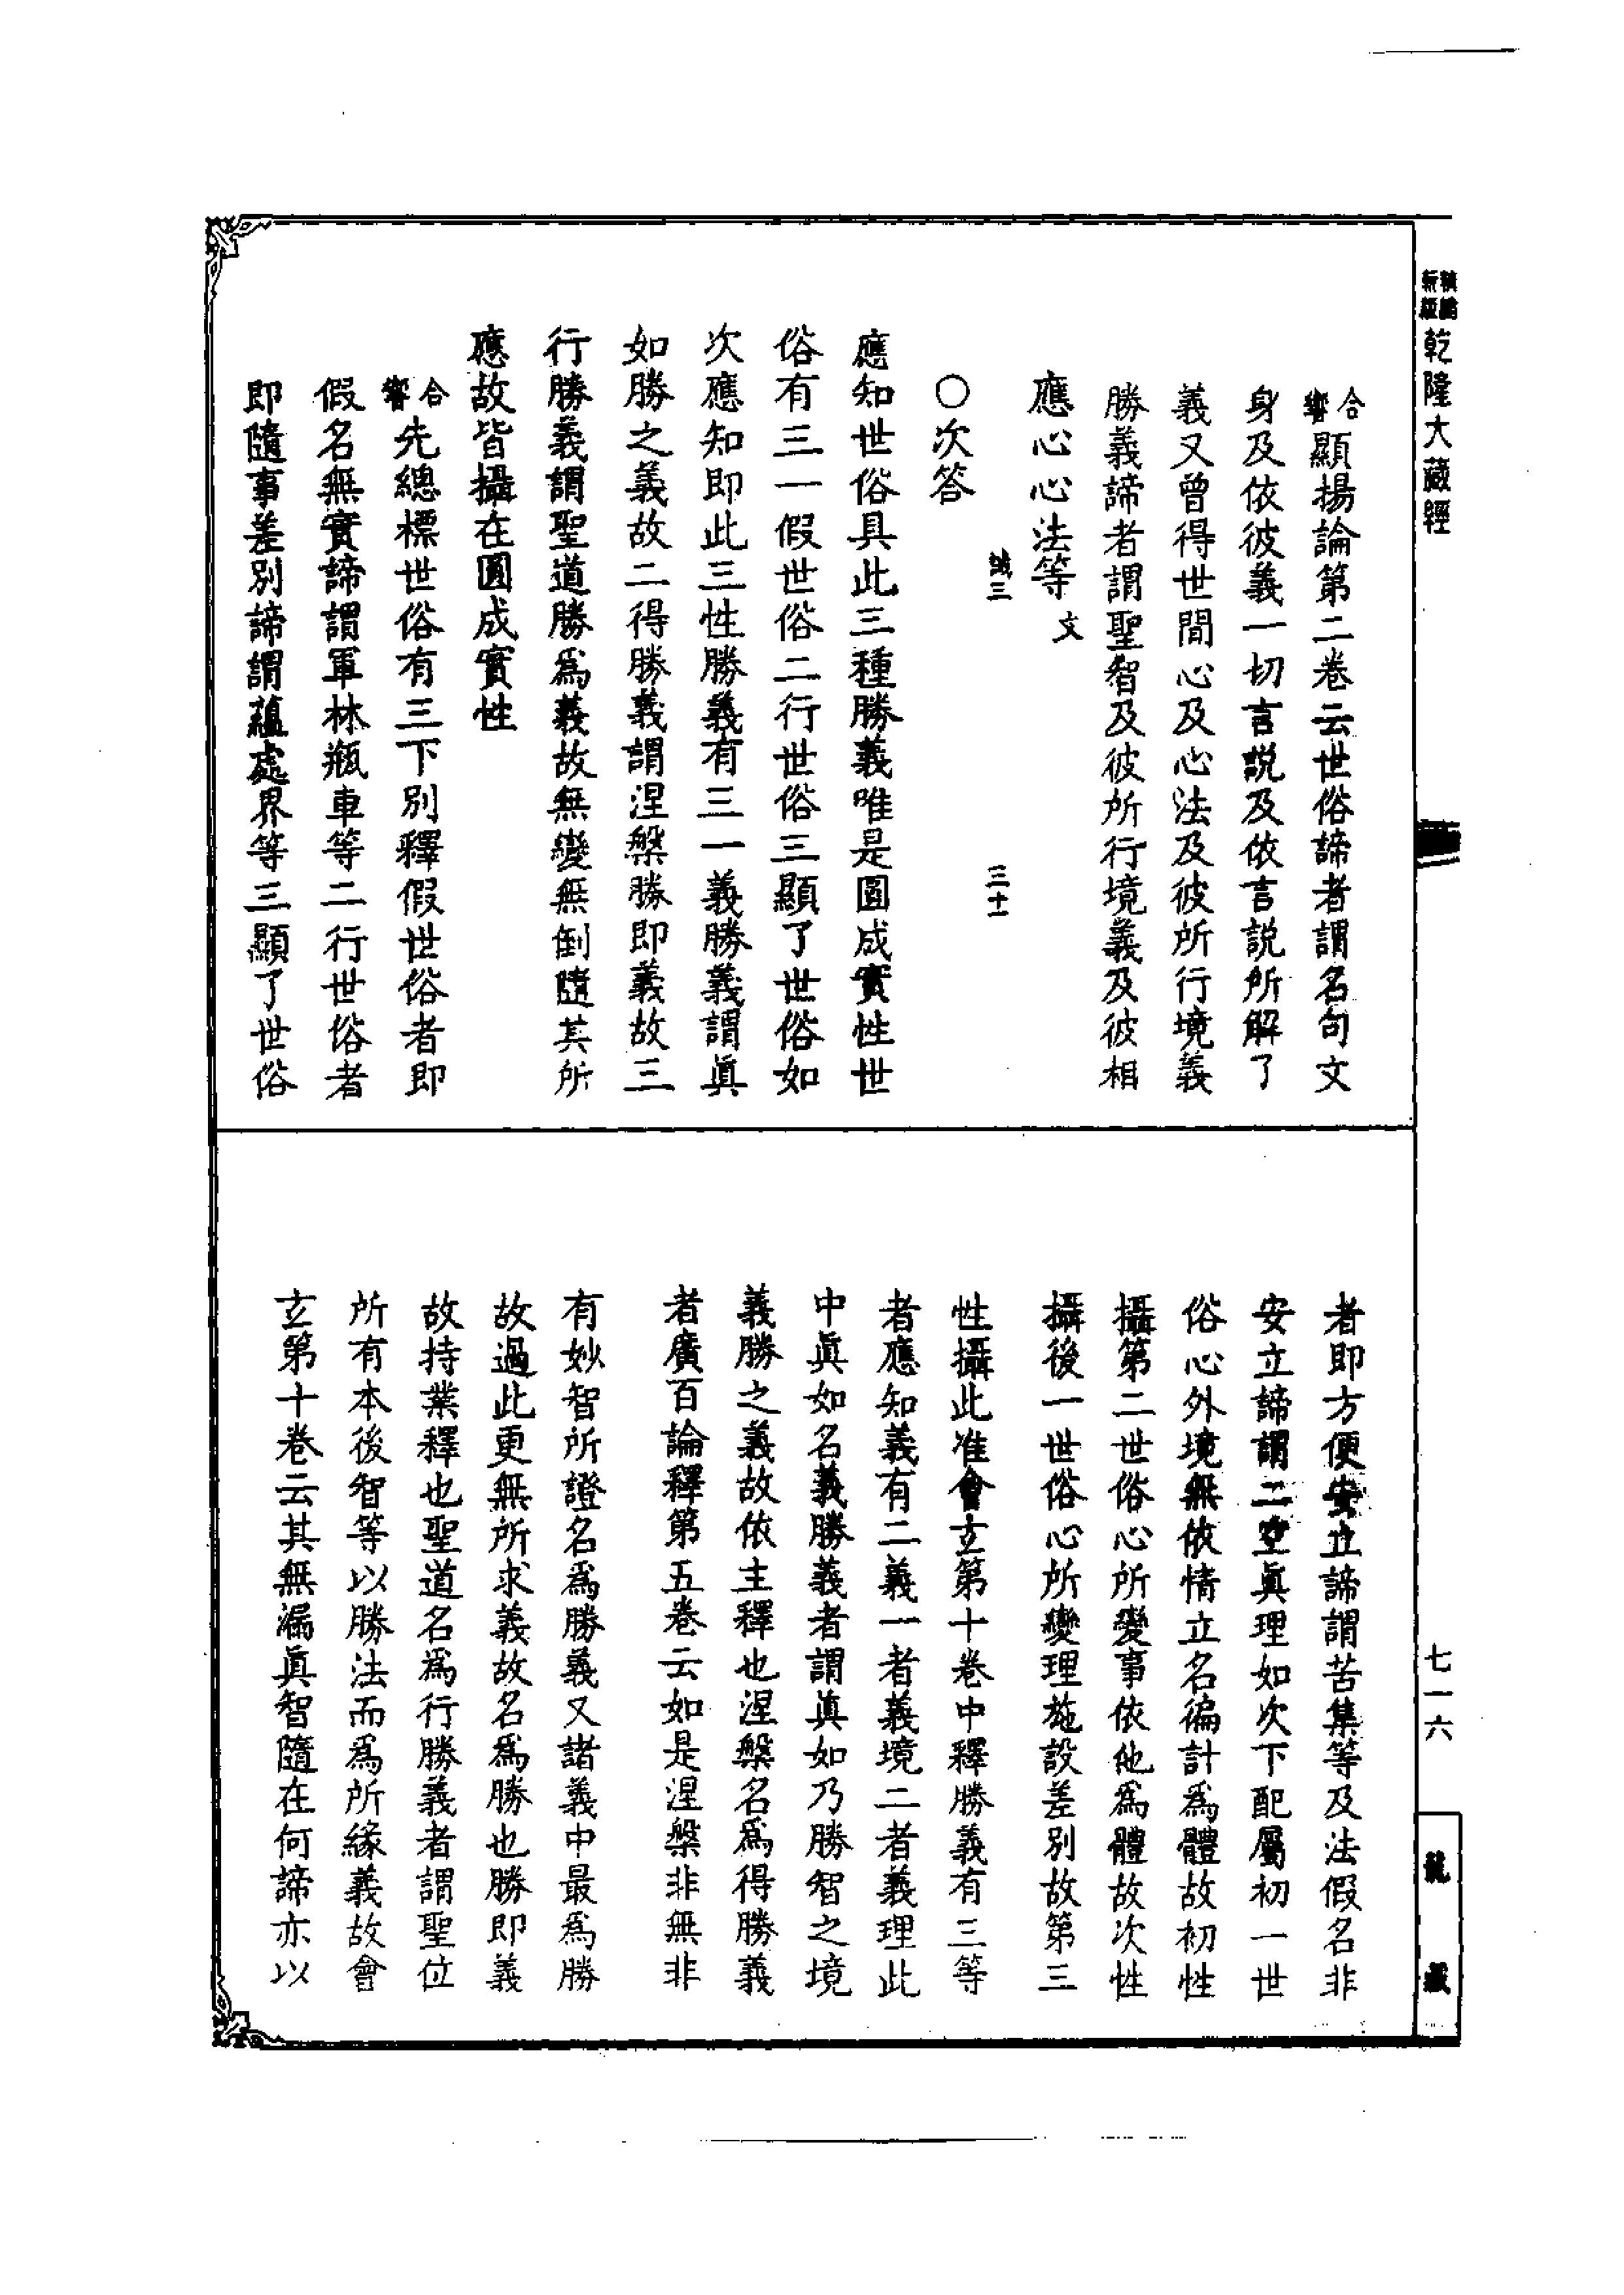 乾隆大藏經
合響顯揚論第二卷云世俗諦者謂名句文
身及依彼義一切言説及依言説所解了
義又曾得世間心及心法及彼所行境義
勝義諦者謂聖智及彼所行境義及彼相
應心心法等文
誠三 三十一
○次答
應知世俗具此三種勝義唯是圓成實性世
俗有三一假世俗二行世俗三顯了世俗如
次應知即此三性勝義有三一義勝義謂眞
如勝之義故二得勝義謂涅槃勝即義故三
行勝義謂聖道勝爲義故無變無倒隨其所
應故皆攝在圓成實性
合響先總標世俗有三下別釋假世俗者即
假名無實諦謂軍林瓶車等二行世俗者
即隨事差別諦謂蘊處界等三顯了世俗
者即方便安立諦謂苦集等及法假名非
安立諦謂二空眞理如次下配屬初一世
俗心外境無依情立名徧計爲體故初性
攝第二世俗心所變事依他爲體故次性
攝後一世俗心所變理施設差別故第三
性攝此准會玄第十卷中釋勝義有三等
者應知義有二義一者義境二者義理此
中眞如名義勝義者謂眞如乃勝智之境
義勝之義故依主釋也涅槃名爲得勝義
者廣百論釋第五卷云如是涅槃非無非
有妙智所證名爲勝義又諸義中最爲勝
故過此更無所求義故名爲勝也勝即義
故持業釋也聖道名爲行勝義者謂聖位
所有本後智等以勝法而爲所緣義故會
玄第十卷云其無漏眞智隨在何諦亦以
七一六
龍藏